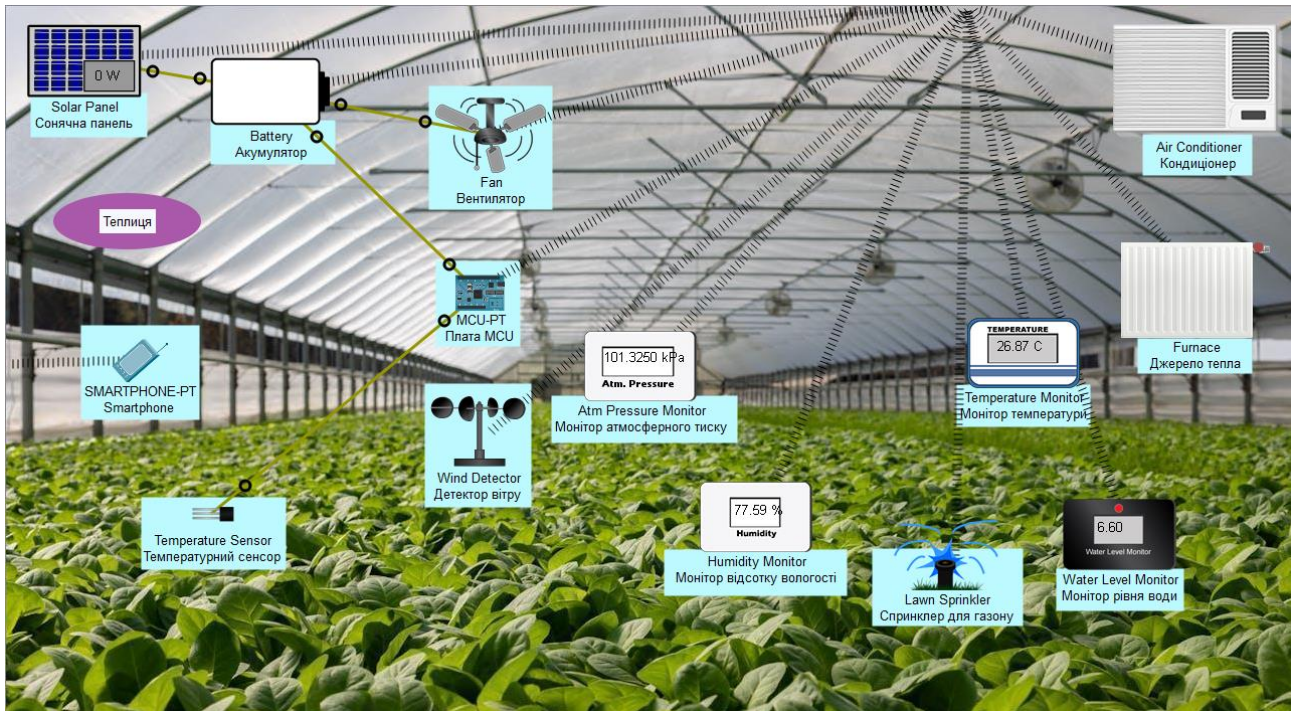 0 W
Solar Panel
Сонячна панель
Battery
Акумулятор
Fan
Вентилятор
Air Conditioner
Кондиціонер
Теплиця
MCU-PT
Плата MCU
SMARTPHONE-PT
Smartphone
101.3250 kPa
Atm. Pressure
Atm Pressure Monitor
Монітор атмосферного тиску
TEMPERATURE
26.87 C
Temperature Monitor
Монітор температури
Furnace
Джерело тепла
Wind Detector
Детектор вітру
Temperature Sensor
Температурний сенсор
77.59 %
Humidity
Humidity Monitor
Монітор відсотку вологості
Lawn Sprinkler
Спринклер для газону
6.60
Water Level Monitor
Water Level Monitor
Монітор рівня води